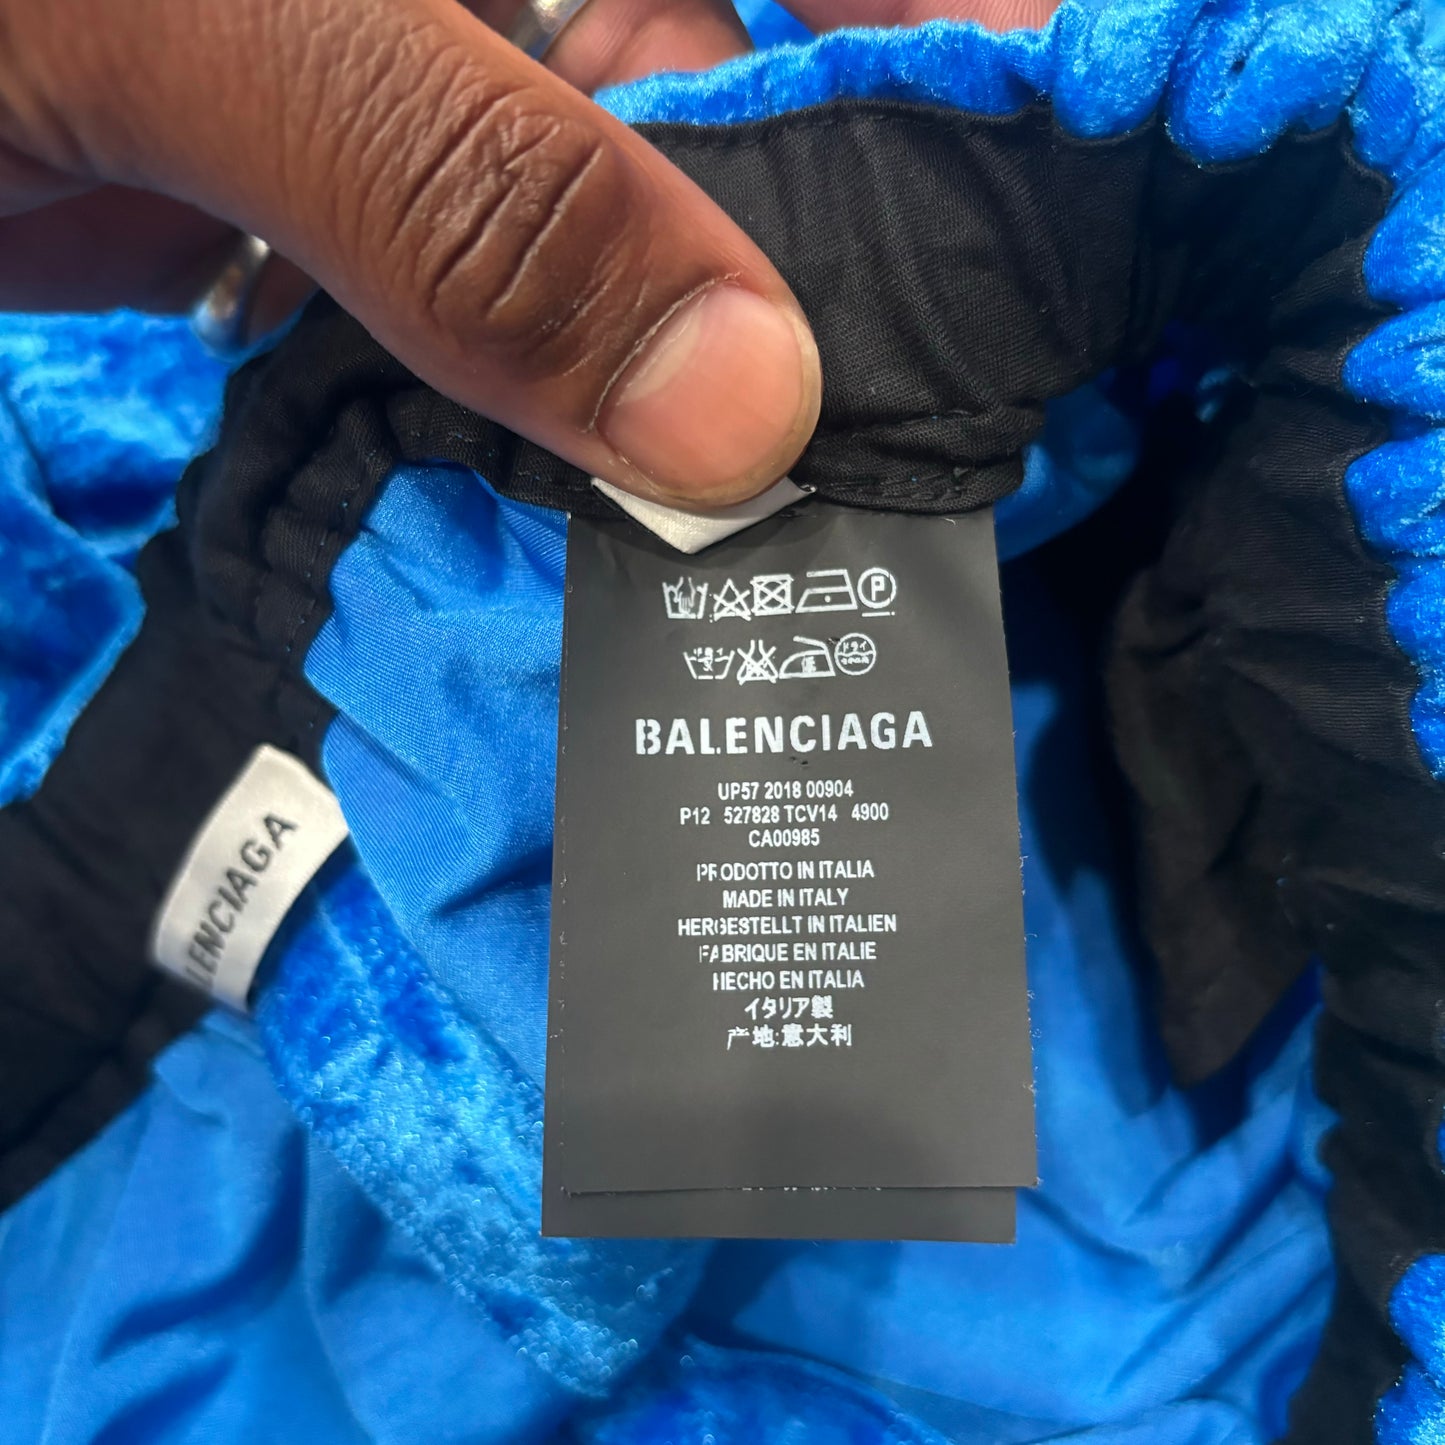 P
BALENCIAGA
UP57 2018 00904
P12 527828 TCV14 4900
CA00985
PRODOTTO IN ITALIA
MADE IN ITALY
HERGESTELLT IN ITALIEN
FABRIQUE EN ITALIE
HECHO EN ITALIA
イタリア製
产地:意大利
LENCIAGA